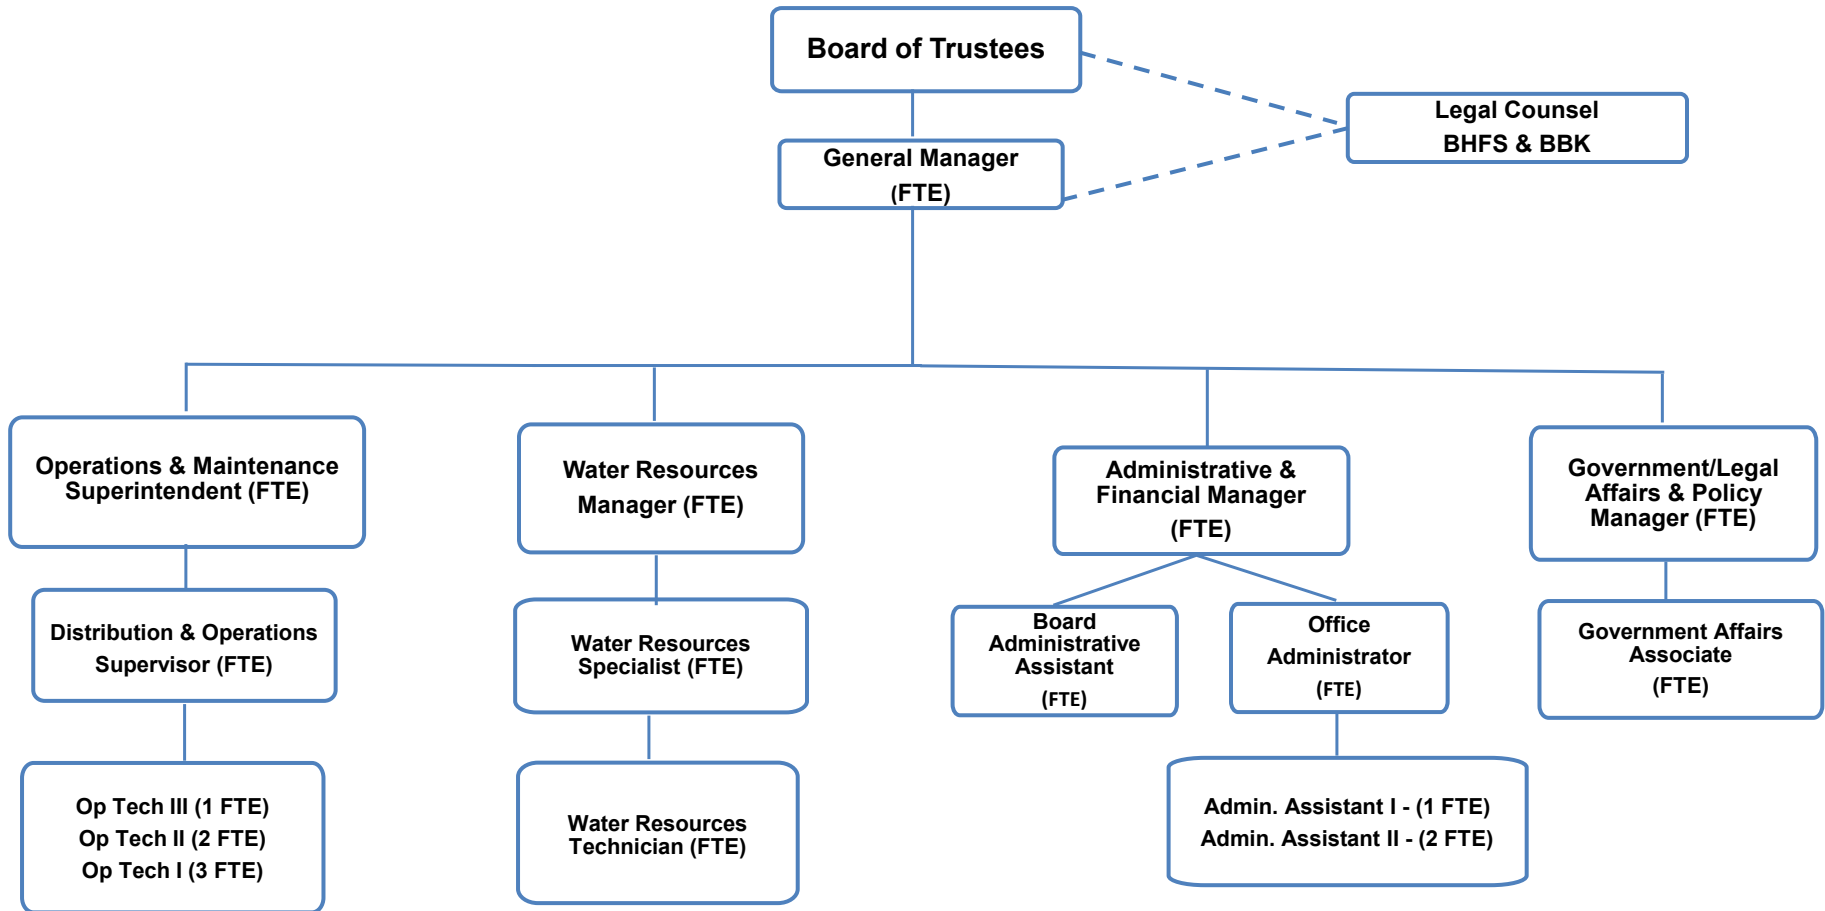 Board of Trustees
Legal Counsel
BHFS & BBK
General Manager
(FTE)
Operations & Maintenance
Superintendent (FTE)
Water Resources
Manager (FTE)
Administrative &
Financial Manager
(FTE)
Government/Legal
Affairs & Policy
Manager (FTE)
Distribution & Operations
Supervisor (FTE)
Water Resources
Specialist (FTE)
Board
Administrative
Assistant
(FTE)
Office
Administrator
(FTE)
Government Affairs
Associate
(FTE)
Op Tech III (1 FTE)
Op Tech II (2 FTE)
Op Tech I (3 FTE)
Water Resources
Technician (FTE)
Admin. Assistant I - (1 FTE)
Admin. Assistant II - (2 FTE)